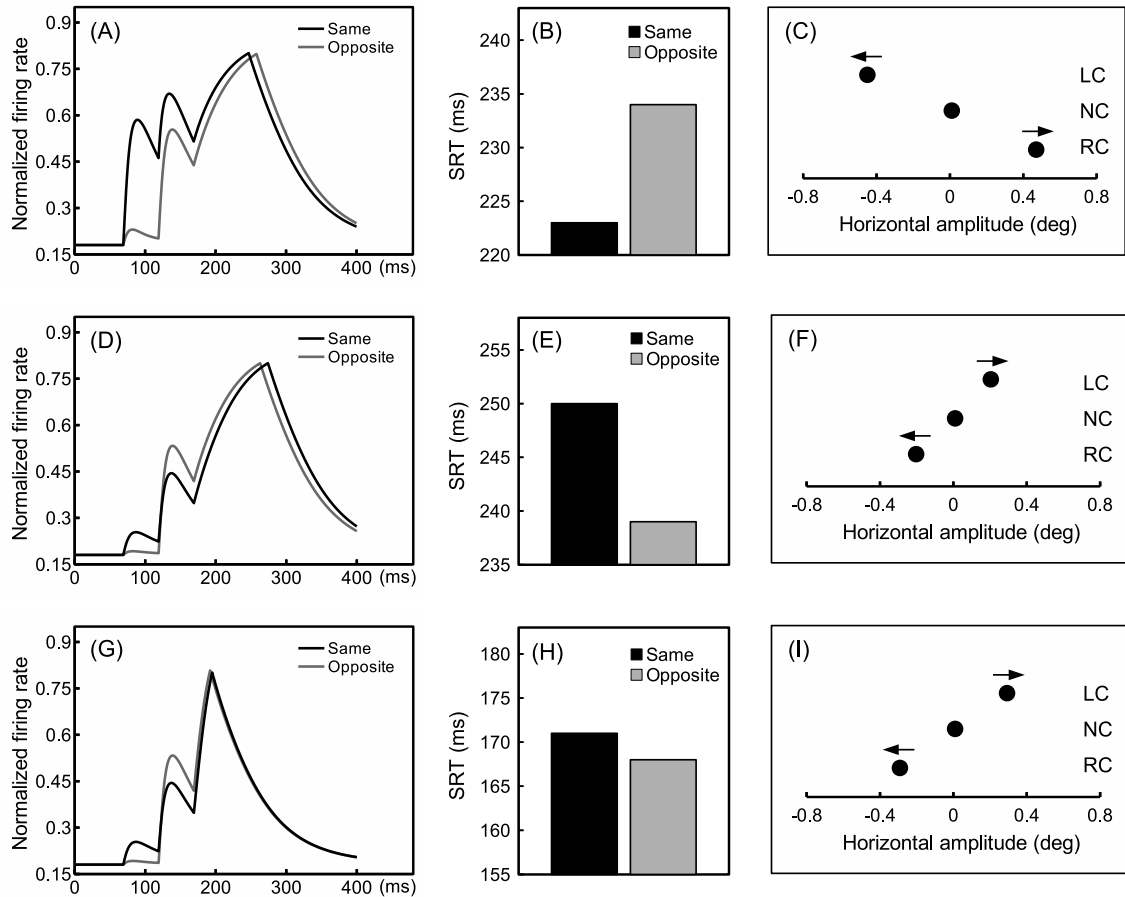 (A)
Same
Opposite
Normalized firing rate
0.9
0.75
0.6
0.45
0.3
0.15
0 100 200 300 400 (ms)
(B)
Same
Opposite
SRT (ms)
240
235
230
225
220
(C)
LC
NC
RC
-0.8 -0.4 0 0.4 0.8
Horizontal amplitude (deg)
(D)
Same
Opposite
Normalized firing rate
0.9
0.75
0.6
0.45
0.3
0.15
0 100 200 300 400 (ms)
(E)
Same
Opposite
SRT (ms)
255
250
245
239
235
(F)
LC
NC
RC
-0.8 -0.4 0 0.4 0.8
Horizontal amplitude (deg)
(G)
Same
Opposite
Normalized firing rate
0.9
0.75
0.6
0.45
0.3
0.15
0 100 200 300 400 (ms)
(H)
Same
Opposite
SRT (ms)
180
175
170
165
160
155
(I)
LC
NC
RC
-0.8 -0.4 0 0.4 0.8
Horizontal amplitude (deg)